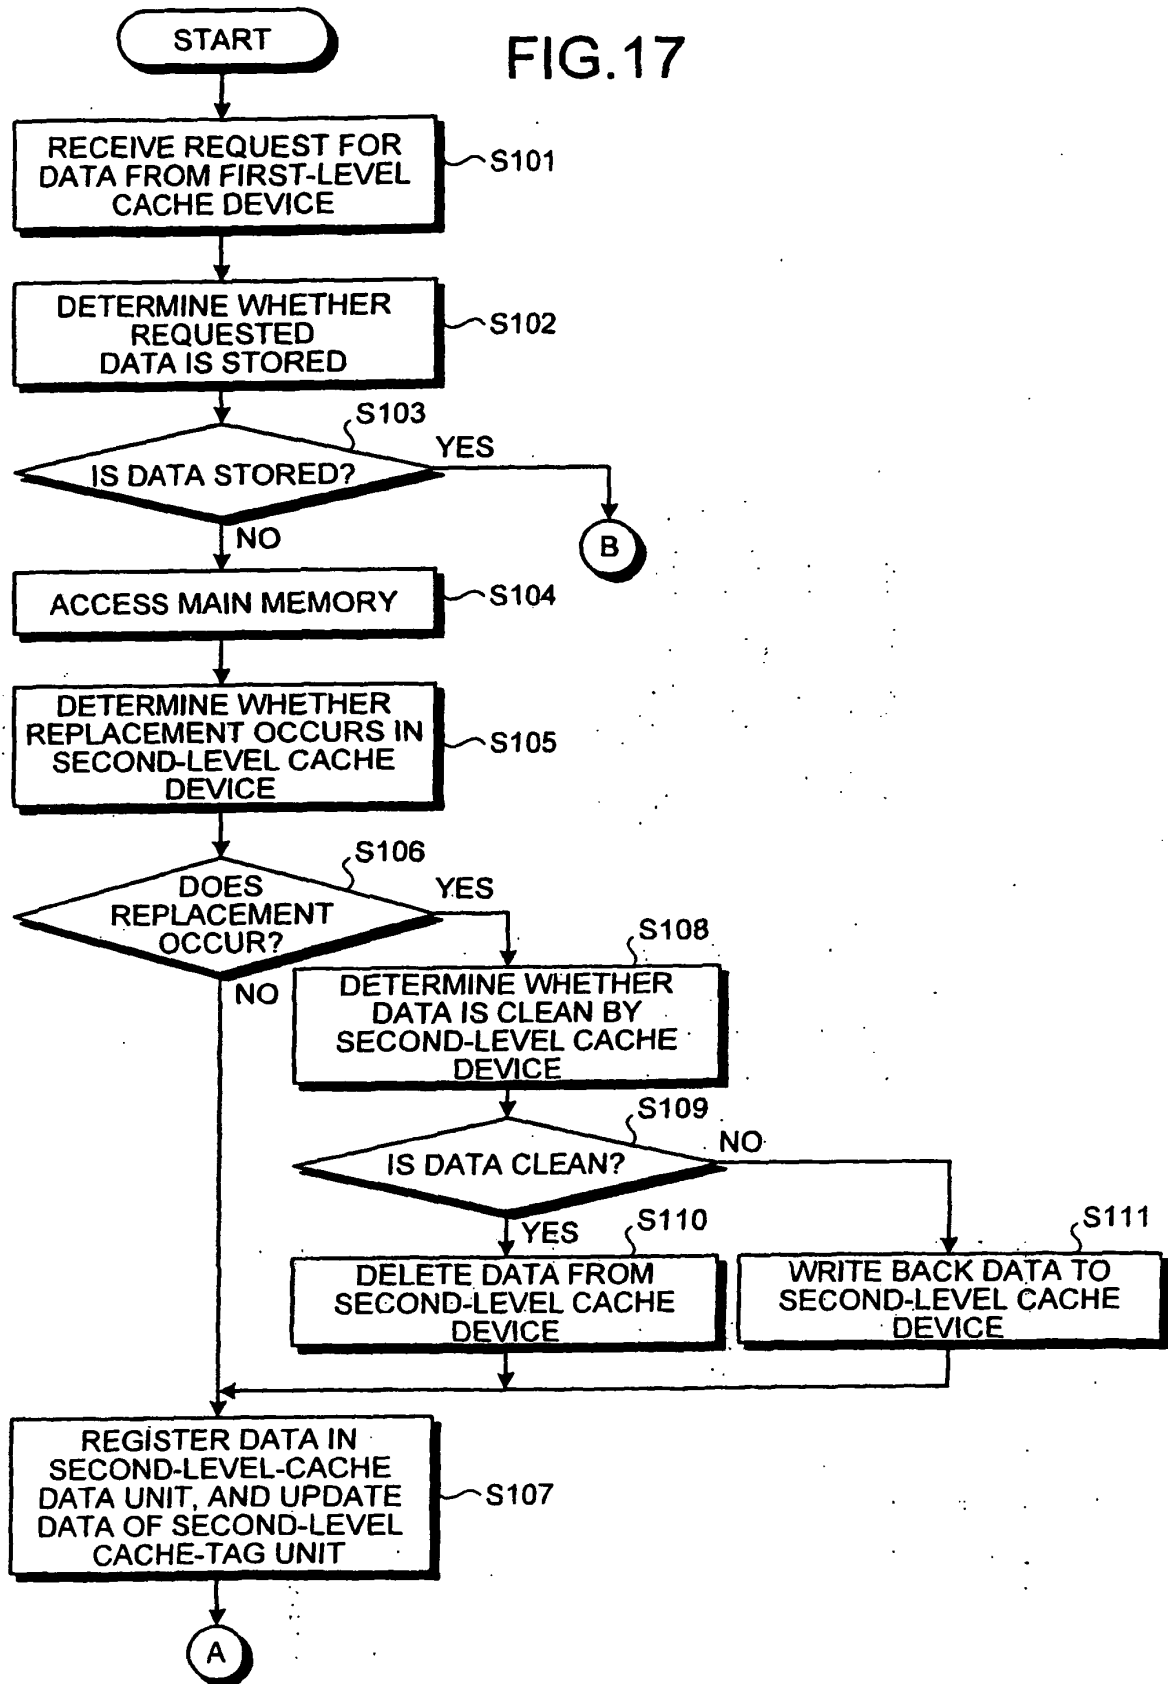 START
FIG.17
RECEIVE REQUEST FOR
DATA FROM FIRST-LEVEL
CACHE DEVICE
S101
DETERMINE WHETHER
REQUESTED
DATA IS STORED
S102
S103
IS DATA STORED?
YES
NO
B
ACCESS MAIN MEMORY
S104
DETERMINE WHETHER
REPLACEMENT OCCURS IN
SECOND-LEVEL CACHE
DEVICE
S105
S106
DOES
REPLACEMENT
OCCUR?
YES
NO
S108
DETERMINE WHETHER
DATA IS CLEAN BY
SECOND-LEVEL CACHE
DEVICE
S109
IS DATA CLEAN?
NO
YES
S110
DELETE DATA FROM
SECOND-LEVEL CACHE
DEVICE
S111
WRITE BACK DATA TO
SECOND-LEVEL CACHE
DEVICE
REGISTER DATA IN
SECOND-LEVEL-CACHE
DATA UNIT, AND UPDATE
DATA OF SECOND-LEVEL
CACHE-TAG UNIT
S107
A